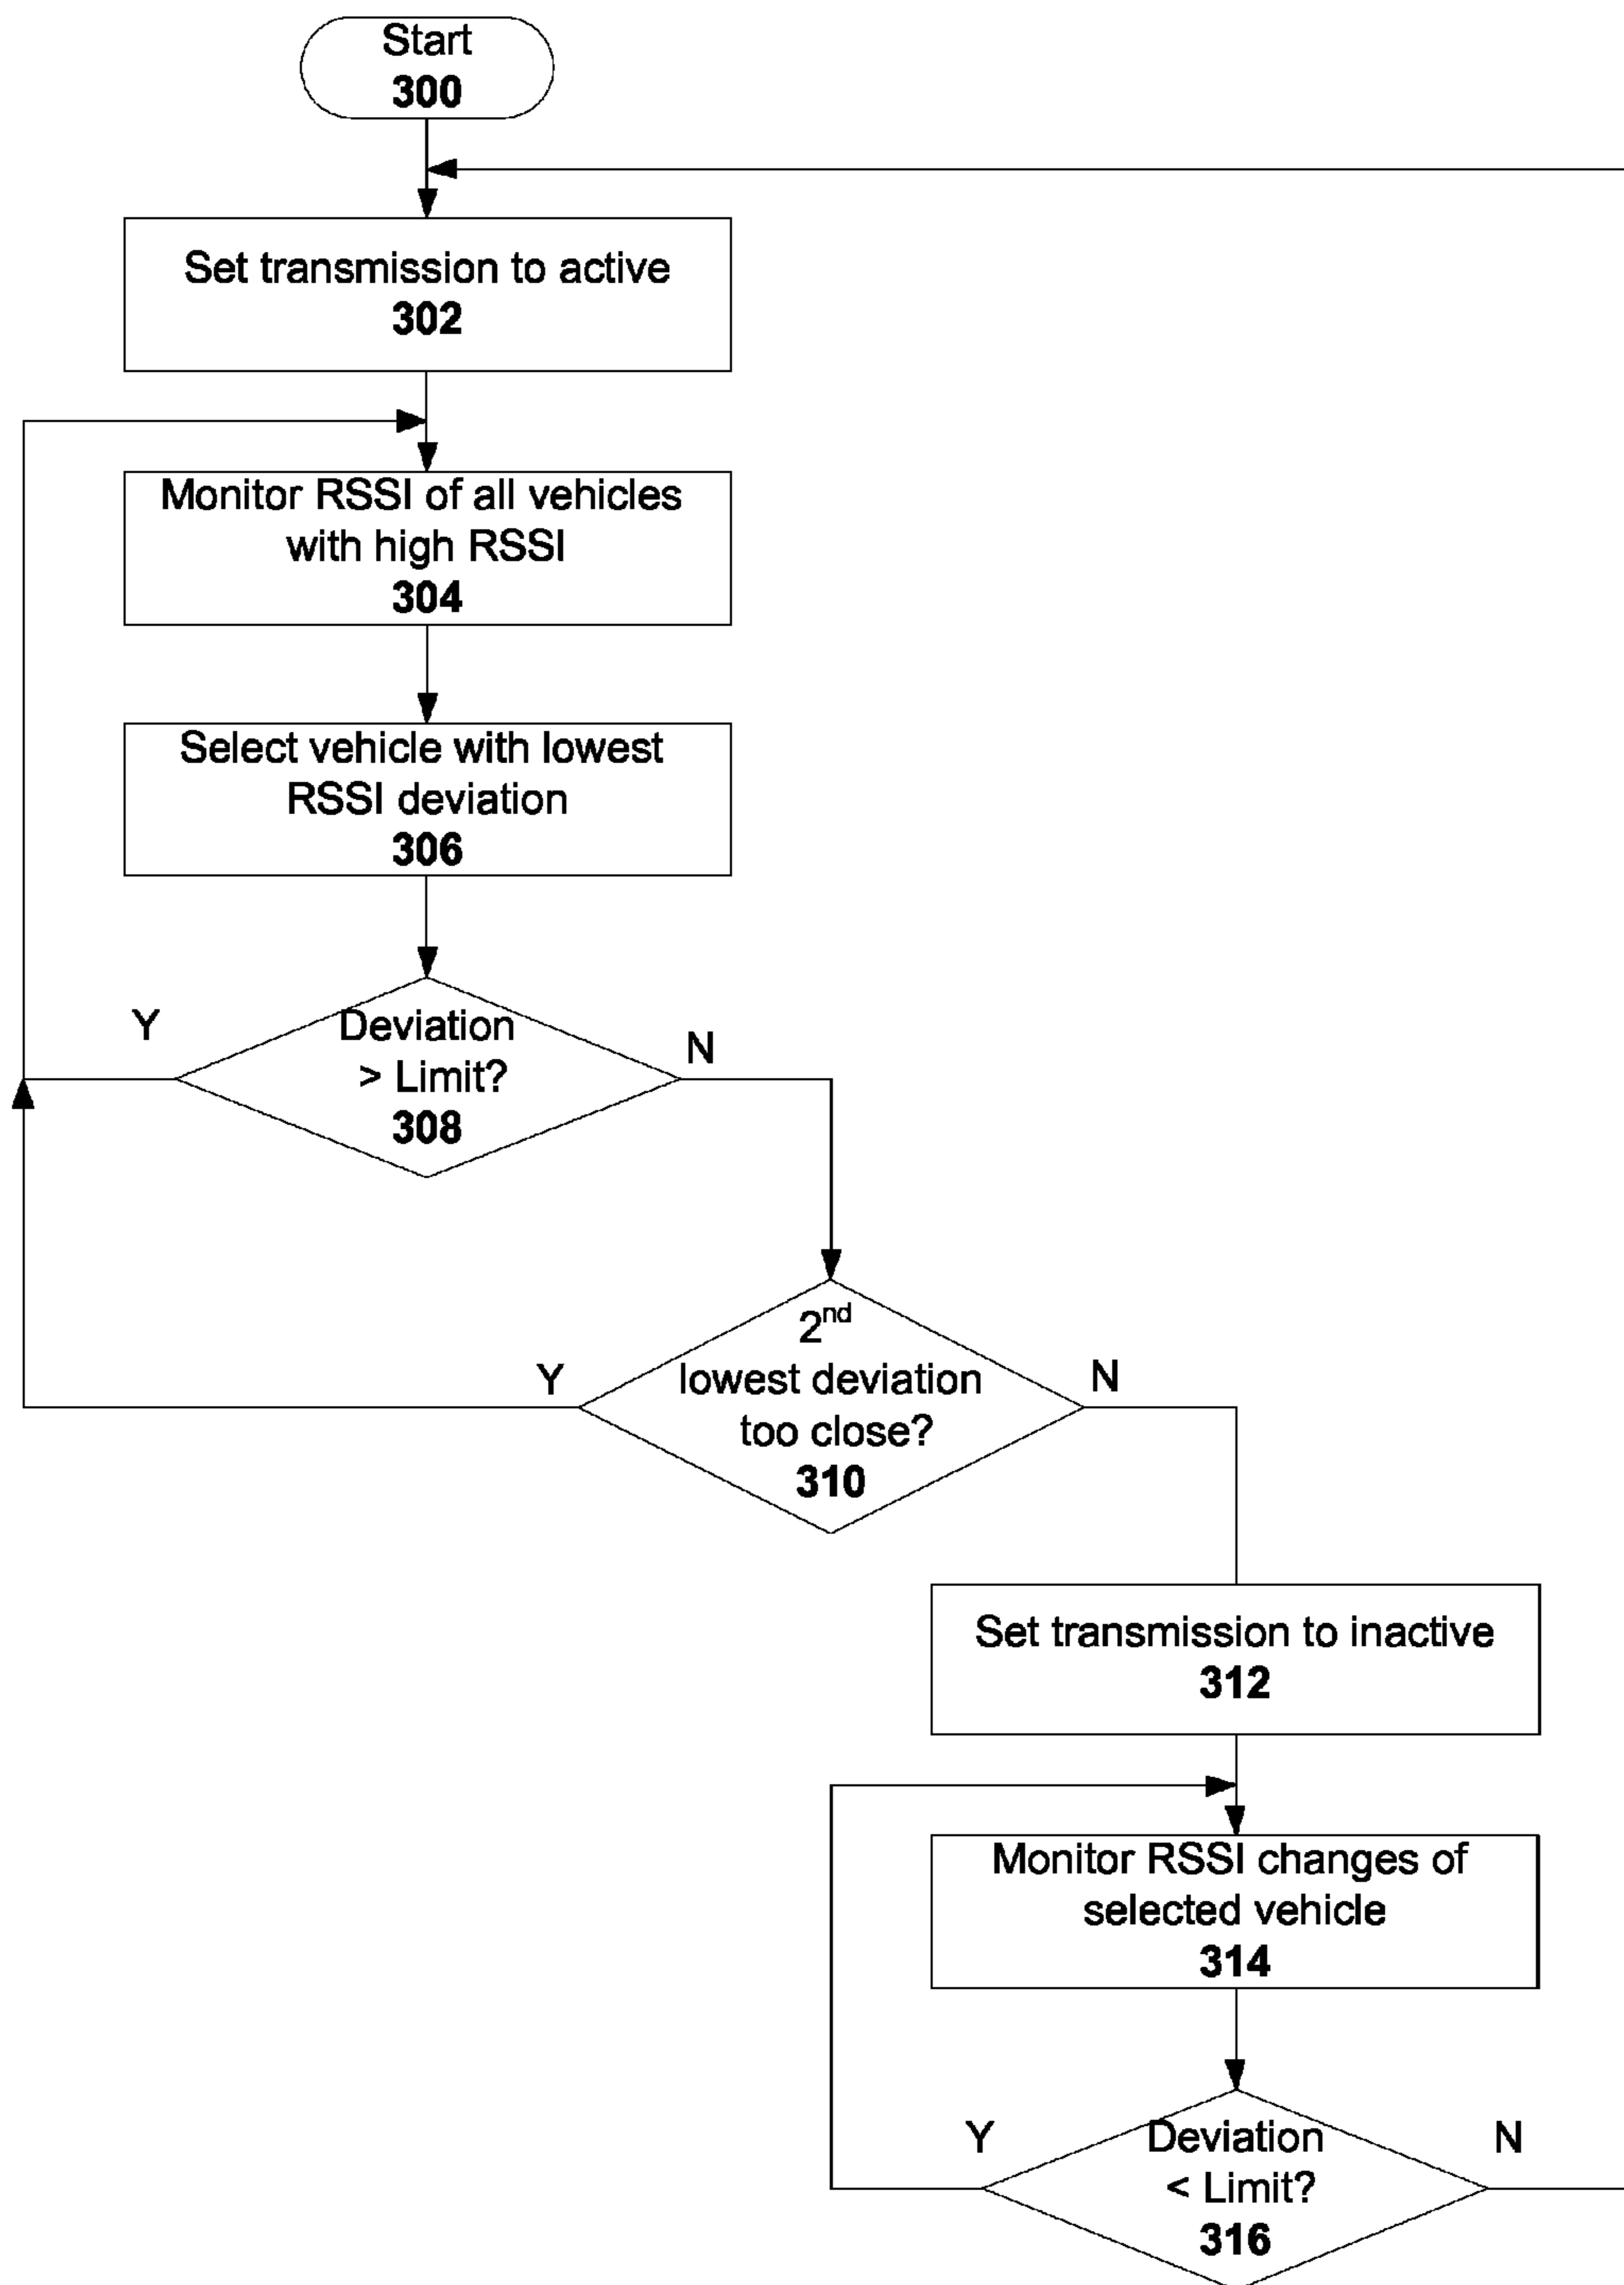 Start
300
Set transmission to active
302
Monitor RSSI of all vehicles
with high RSSI
304
Select vehicle with lowest
RSSI deviation
306
Y
Deviation
> Limit?
308
N
Y
2nd
lowest deviation
too close?
310
N
Set transmission to inactive
312
Monitor RSSI changes of
selected vehicle
314
Y
Deviation
< Limit?
316
N